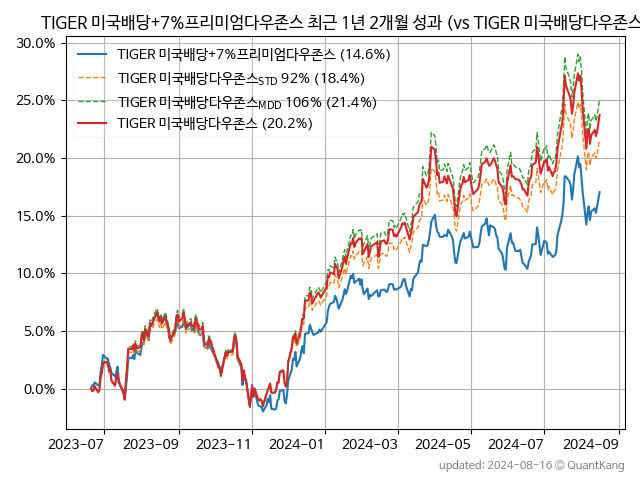 TIGER 미국배당+7%프리미엄다우존스 최근 1년 2개월 성과 (vs TIGER 미국배당다우존스
30.0%
25.0%
20.0%
15.0%
10.0%
5.0%
0.0%
TIGER 미국배당+7%프리미엄다우존스 (14.6%)
TIGER 미국배당다우존스STD 92% (18.4%)
TIGER 미국배당다우존스MDD 106% (21.4%)
TIGER 미국배당다우존스 (20.2%)
2023-07 2023-09 2023-11 2024-01 2024-03 2024-05 2024-07 2024-09
updated: 2024-08-16 © QuantKang